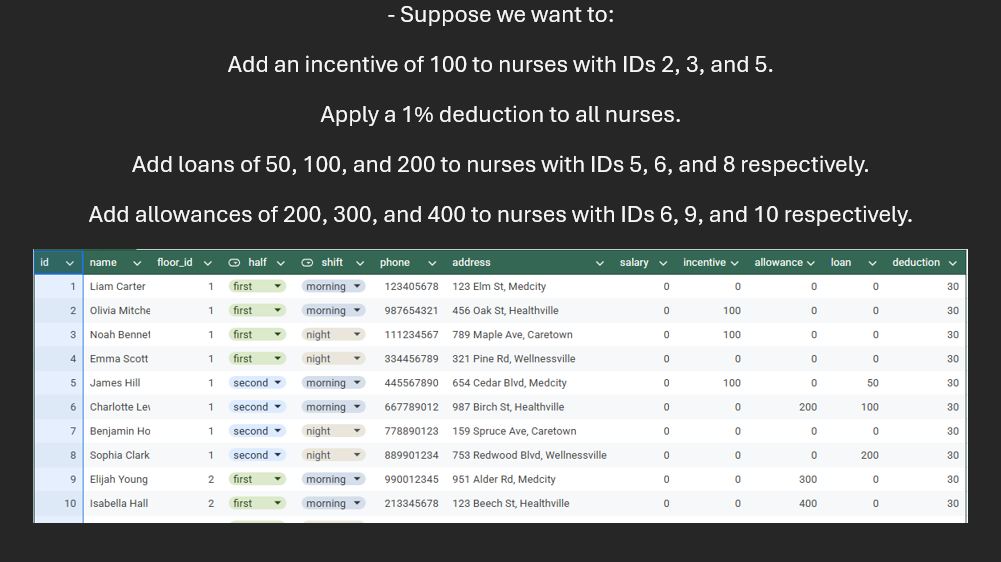 - Suppose we want to:
Add an incentive of 100 to nurses with IDs 2, 3, and 5.
Apply a 1% deduction to all nurses.
Add loans of 50, 100, and 200 to nurses with IDs 5, 6, and 8 respectively.
Add allowances of 200, 300, and 400 to nurses with IDs 6, 9, and 10 respectively.
id name floor_id half shift phone address salary incentive allowance loan deduction
1 Liam Carter 1 first morning 123405678 123 Elm St, Medcity 0 0 0 0 30
2 Olivia Mitche 1 first morning 987654321 456 Oak St, Healthville 0 100 0 0 30
3 Noah Bennet 1 first night 111234567 789 Maple Ave, Caretown 0 100 0 0 30
4 Emma Scott 1 first night 334456789 321 Pine Rd, Wellnessville 0 0 0 0 30
5 James Hill 1 second morning 445567890 654 Cedar Blvd, Medcity 0 100 0 50 30
6 Charlotte Lev 1 second morning 667789012 987 Birch St, Healthville 0 0 200 100 30
7 Benjamin Ho 1 second night 778890123 159 Spruce Ave, Caretown 0 0 0 0 30
8 Sophia Clark 1 second night 889901234 753 Redwood Blvd, Wellnessville 0 0 0 200 30
9 Elijah Young 2 first morning 990012345 951 Alder Rd, Medcity 0 0 300 0 30
10 Isabella Hall 2 first morning 213345678 123 Beech St, Healthville 0 0 400 0 30